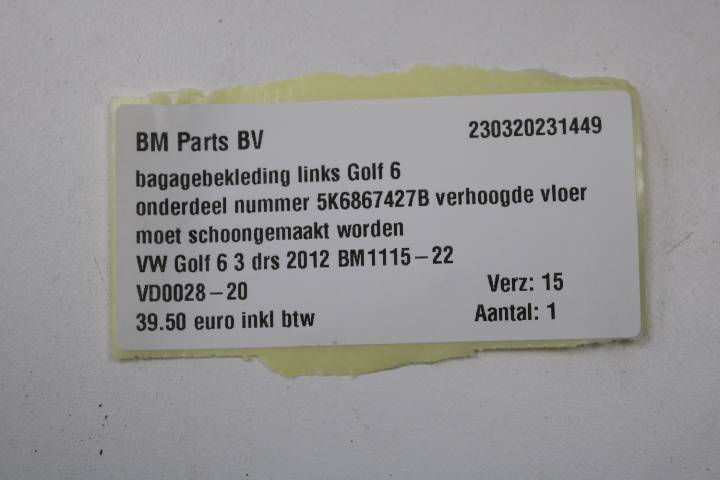 BM Parts BV 230320231449
bagagebekleding links Golf 6
onderdeel nummer 5K6867427B verhoogde vloer
moet schoongemaakt worden
VW Golf 6 3 drs 2012 BM1115-22
VD0028-20 Verz: 15
39.50 euro inkl btw Aantal: 1